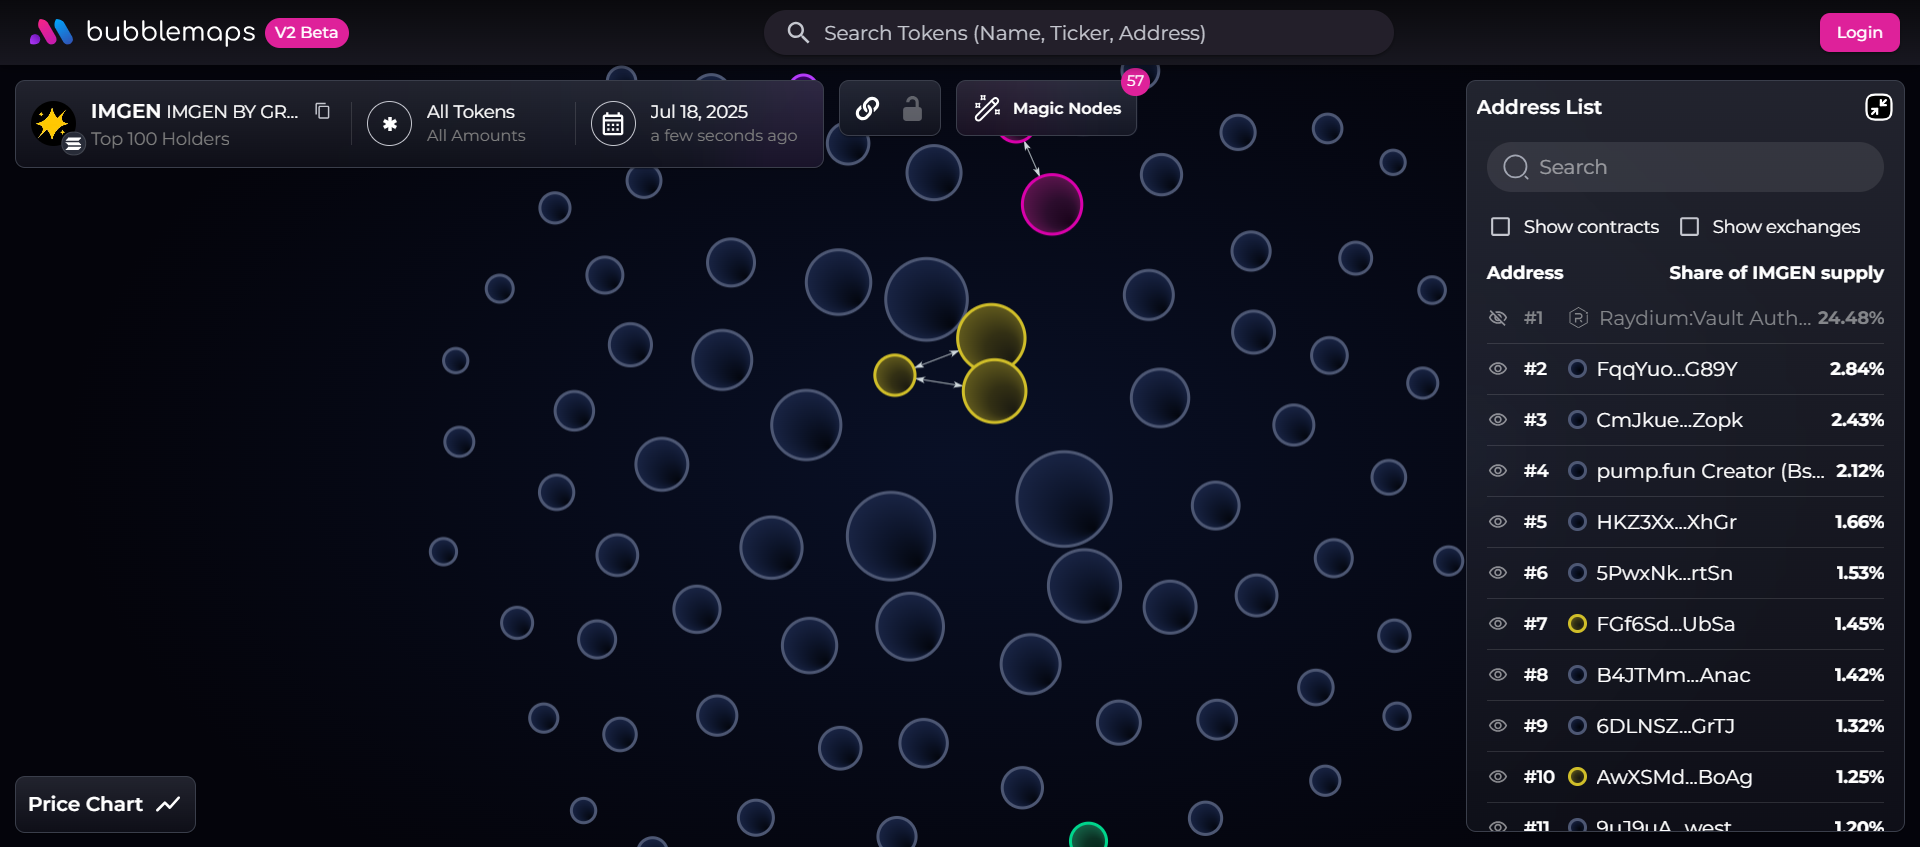 bubblemaps V2 Beta
Search Tokens (Name, Ticker, Address)
Login
IMGEN IMGEN BY GR...
Top 100 Holders
All Tokens
All Amounts
Jul 18, 2025
a few seconds ago
Magic Nodes
57
Address List
Search
Show contracts Show exchanges
Address Share of IMGEN supply
#1 Raydium:Vault Auth... 24.48%
#2 FqqYuo...G89Y 2.84%
#3 CmJkue...Zopk 2.43%
#4 pump.fun Creator (Bs... 2.12%
#5 HKZ3Xx...XhGr 1.66%
#6 5PwxNk...rtSn 1.53%
#7 FGf6Sd...UbSa 1.45%
#8 B4JTMm...Anac 1.42%
#9 6DLNSZ...GrTJ 1.32%
#10 AwXSMd...BoAg 1.25%
#11 1.20%
Price Chart